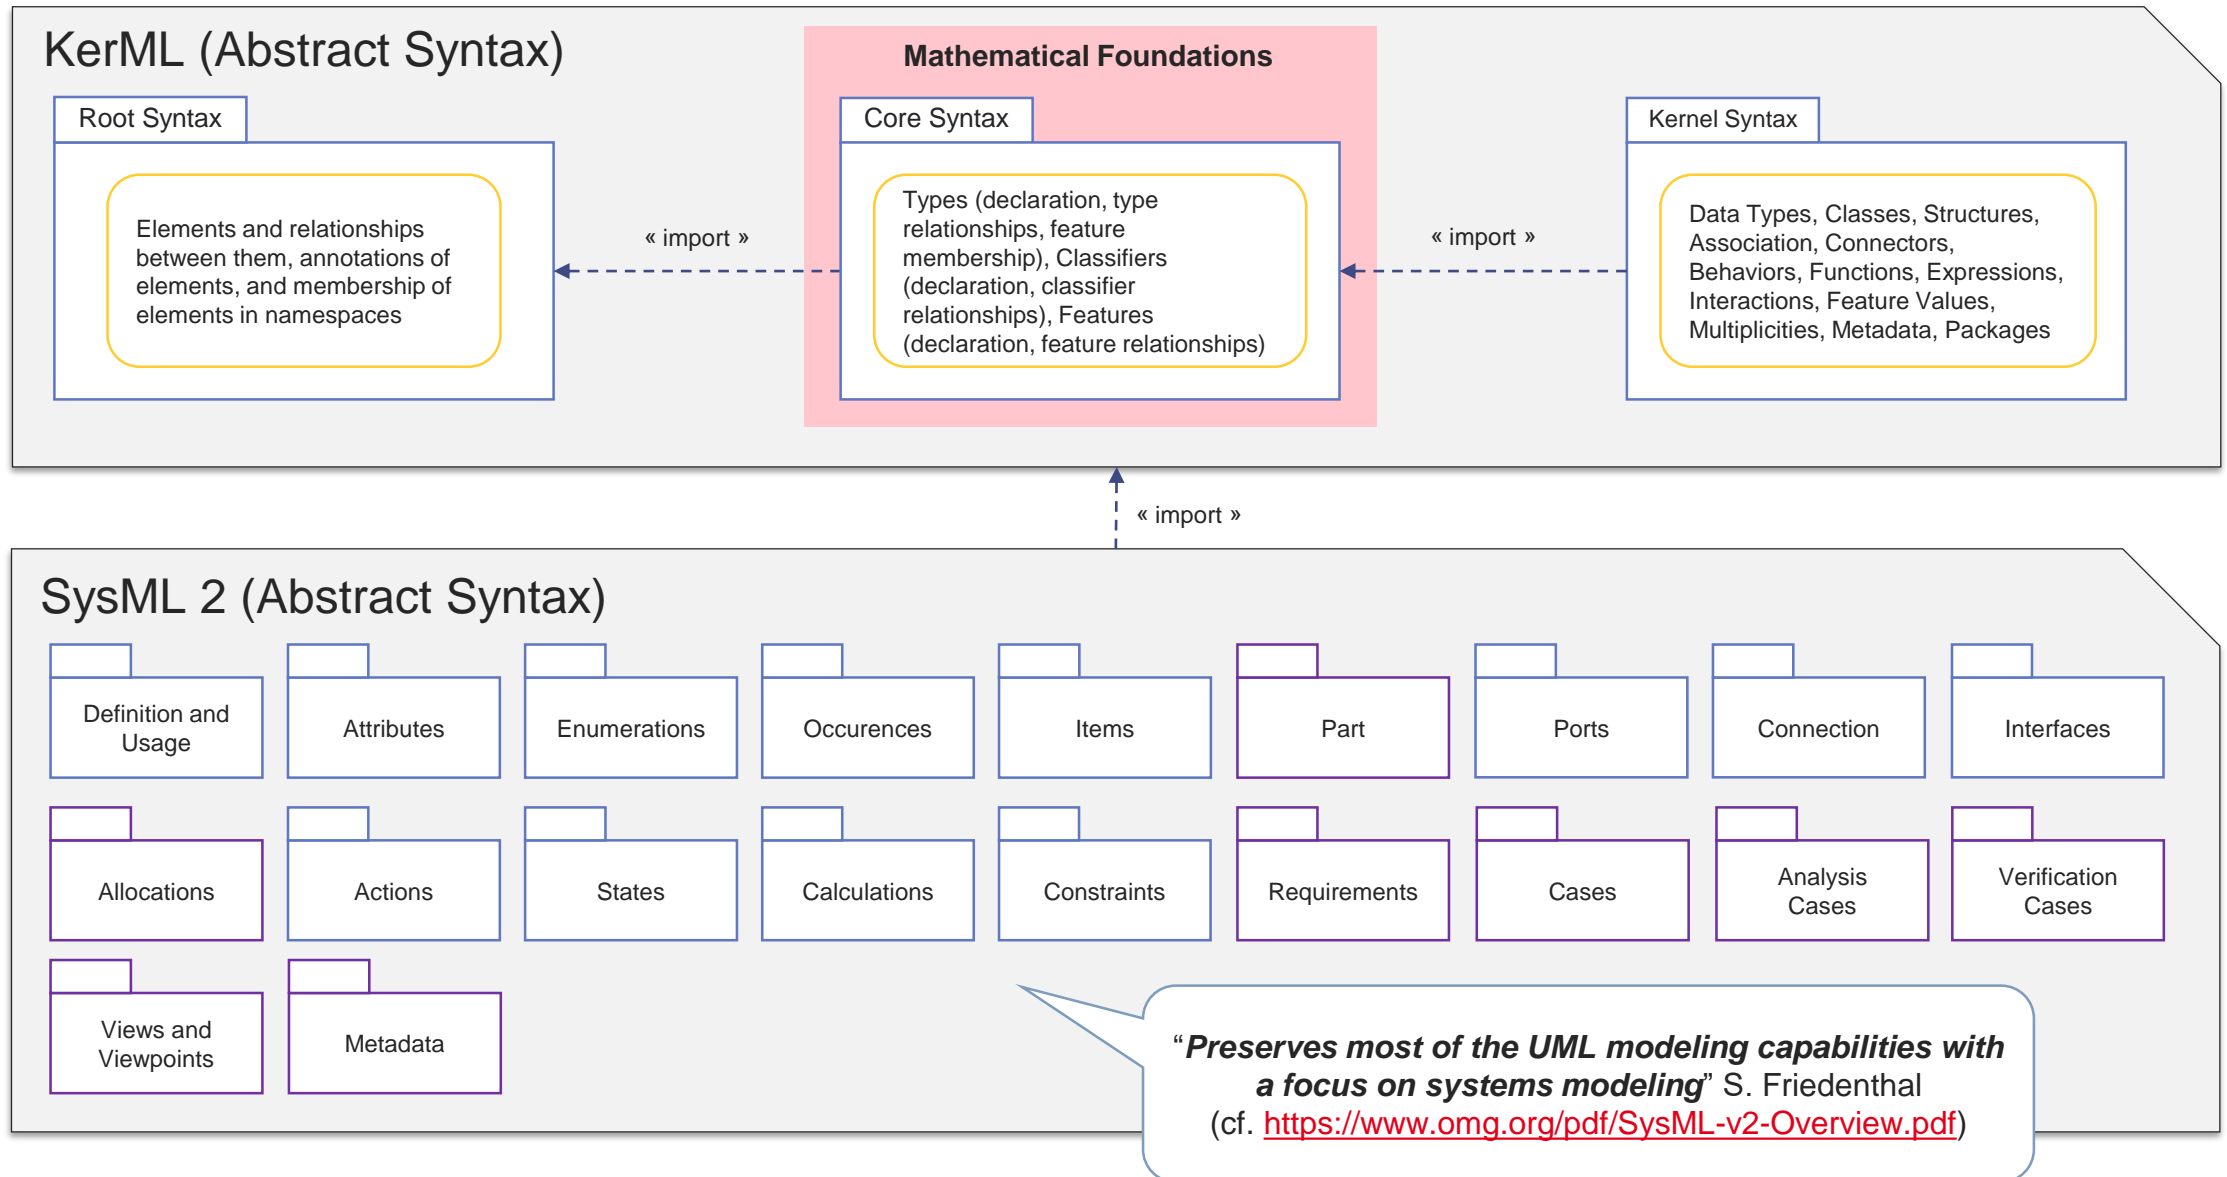 KerML (Abstract Syntax)
Mathematical Foundations
Root Syntax
Elements and relationships
between them, annotations of
elements, and membership of
elements in namespaces
« import »
Core Syntax
Types (declaration, type
relationships, feature
membership), Classifiers
(declaration, classifier
relationships), Features
(declaration, feature relationships)
« import »
Kernel Syntax
Data Types, Classes, Structures,
Association, Connectors,
Behaviors, Functions, Expressions,
Interactions, Feature Values,
Multiplicities, Metadata, Packages
« import »
SysML 2 (Abstract Syntax)
Definition and
Usage
Attributes
Enumerations
Occurences
Items
Part
Ports
Connection
Interfaces
Allocations
Actions
States
Calculations
Constraints
Requirements
Cases
Analysis
Cases
Verification
Cases
Views and
Viewpoints
Metadata
“Preserves most of the UML modeling capabilities with
a focus on systems modeling” S. Friedenthal
(cf. https://www.omg.org/pdf/SysML-v2-Overview.pdf)